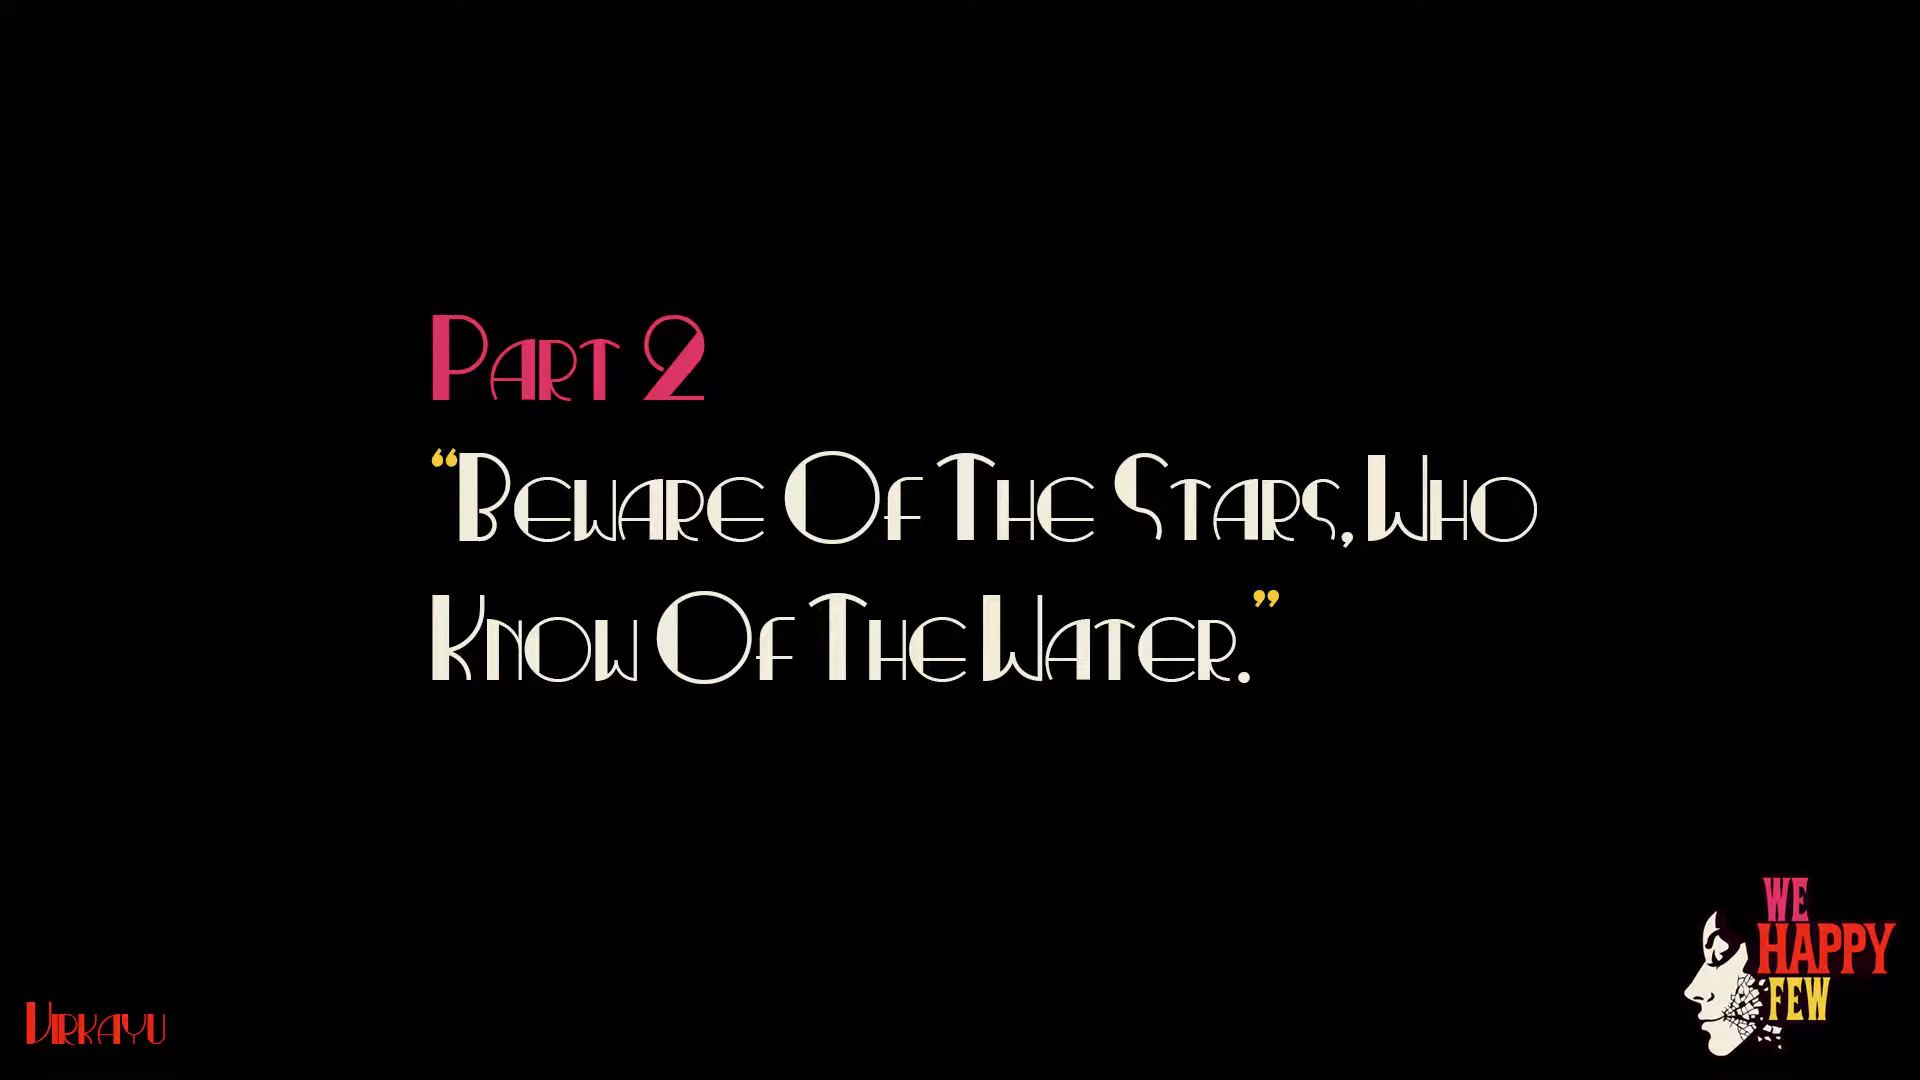 Part 2
“Beware Of The Stars, Who
Know Of The Water.”
WE
HAPPY
FEW
Virkayu